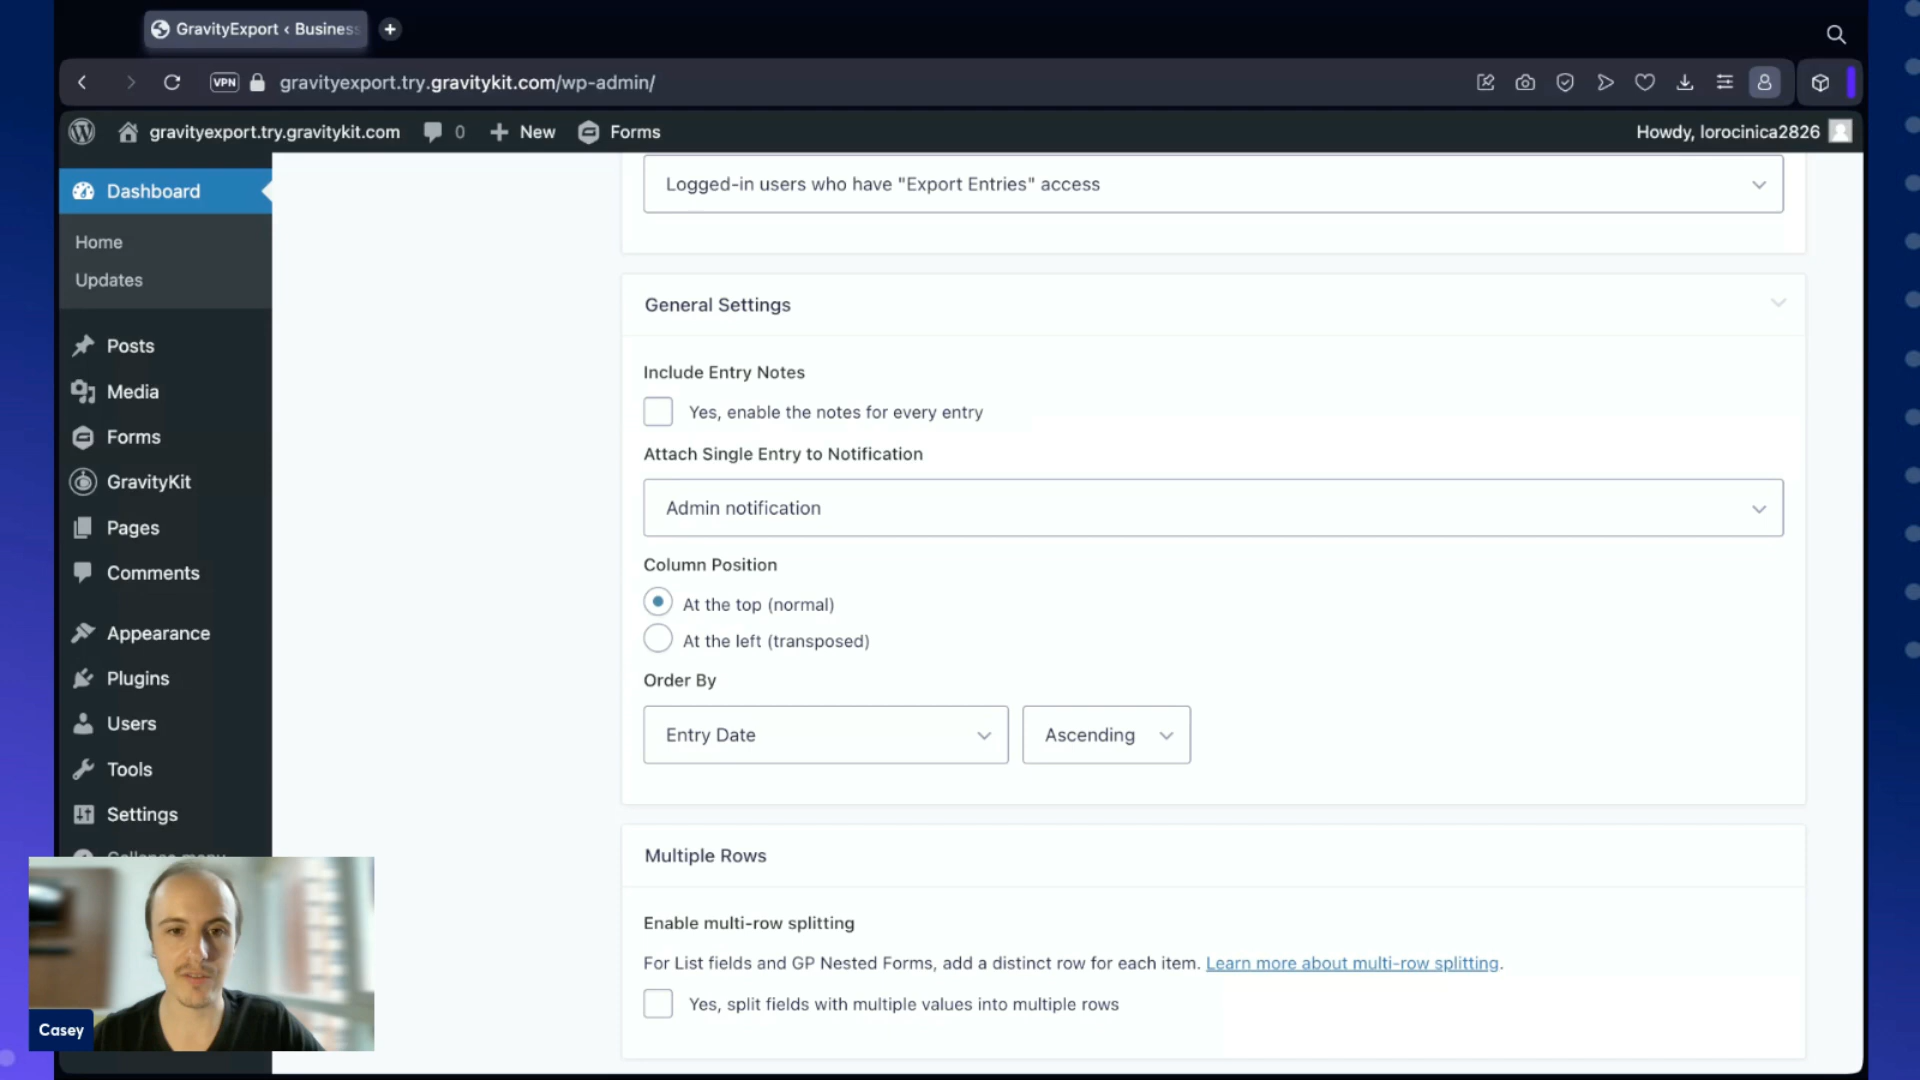 GravityExport ‹ Business
VPN
gravityexport.try.gravitykit.com/wp-admin/
gravityexport.try.gravitykit.com
0
New
Forms
Howdy, lorocinica2826
Dashboard
Home
Updates
Posts
Media
Forms
GravityKit
Pages
Comments
Appearance
Plugins
Users
Tools
Settings
Collapse menu
Casey
Logged-in users who have "Export Entries" access
General Settings
Include Entry Notes
Yes, enable the notes for every entry
Attach Single Entry to Notification
Admin notification
Column Position
At the top (normal)
At the left (transposed)
Order By
Entry Date
Ascending
Multiple Rows
Enable multi-row splitting
For List fields and GP Nested Forms, add a distinct row for each item. Learn more about multi-row splitting.
Yes, split fields with multiple values into multiple rows